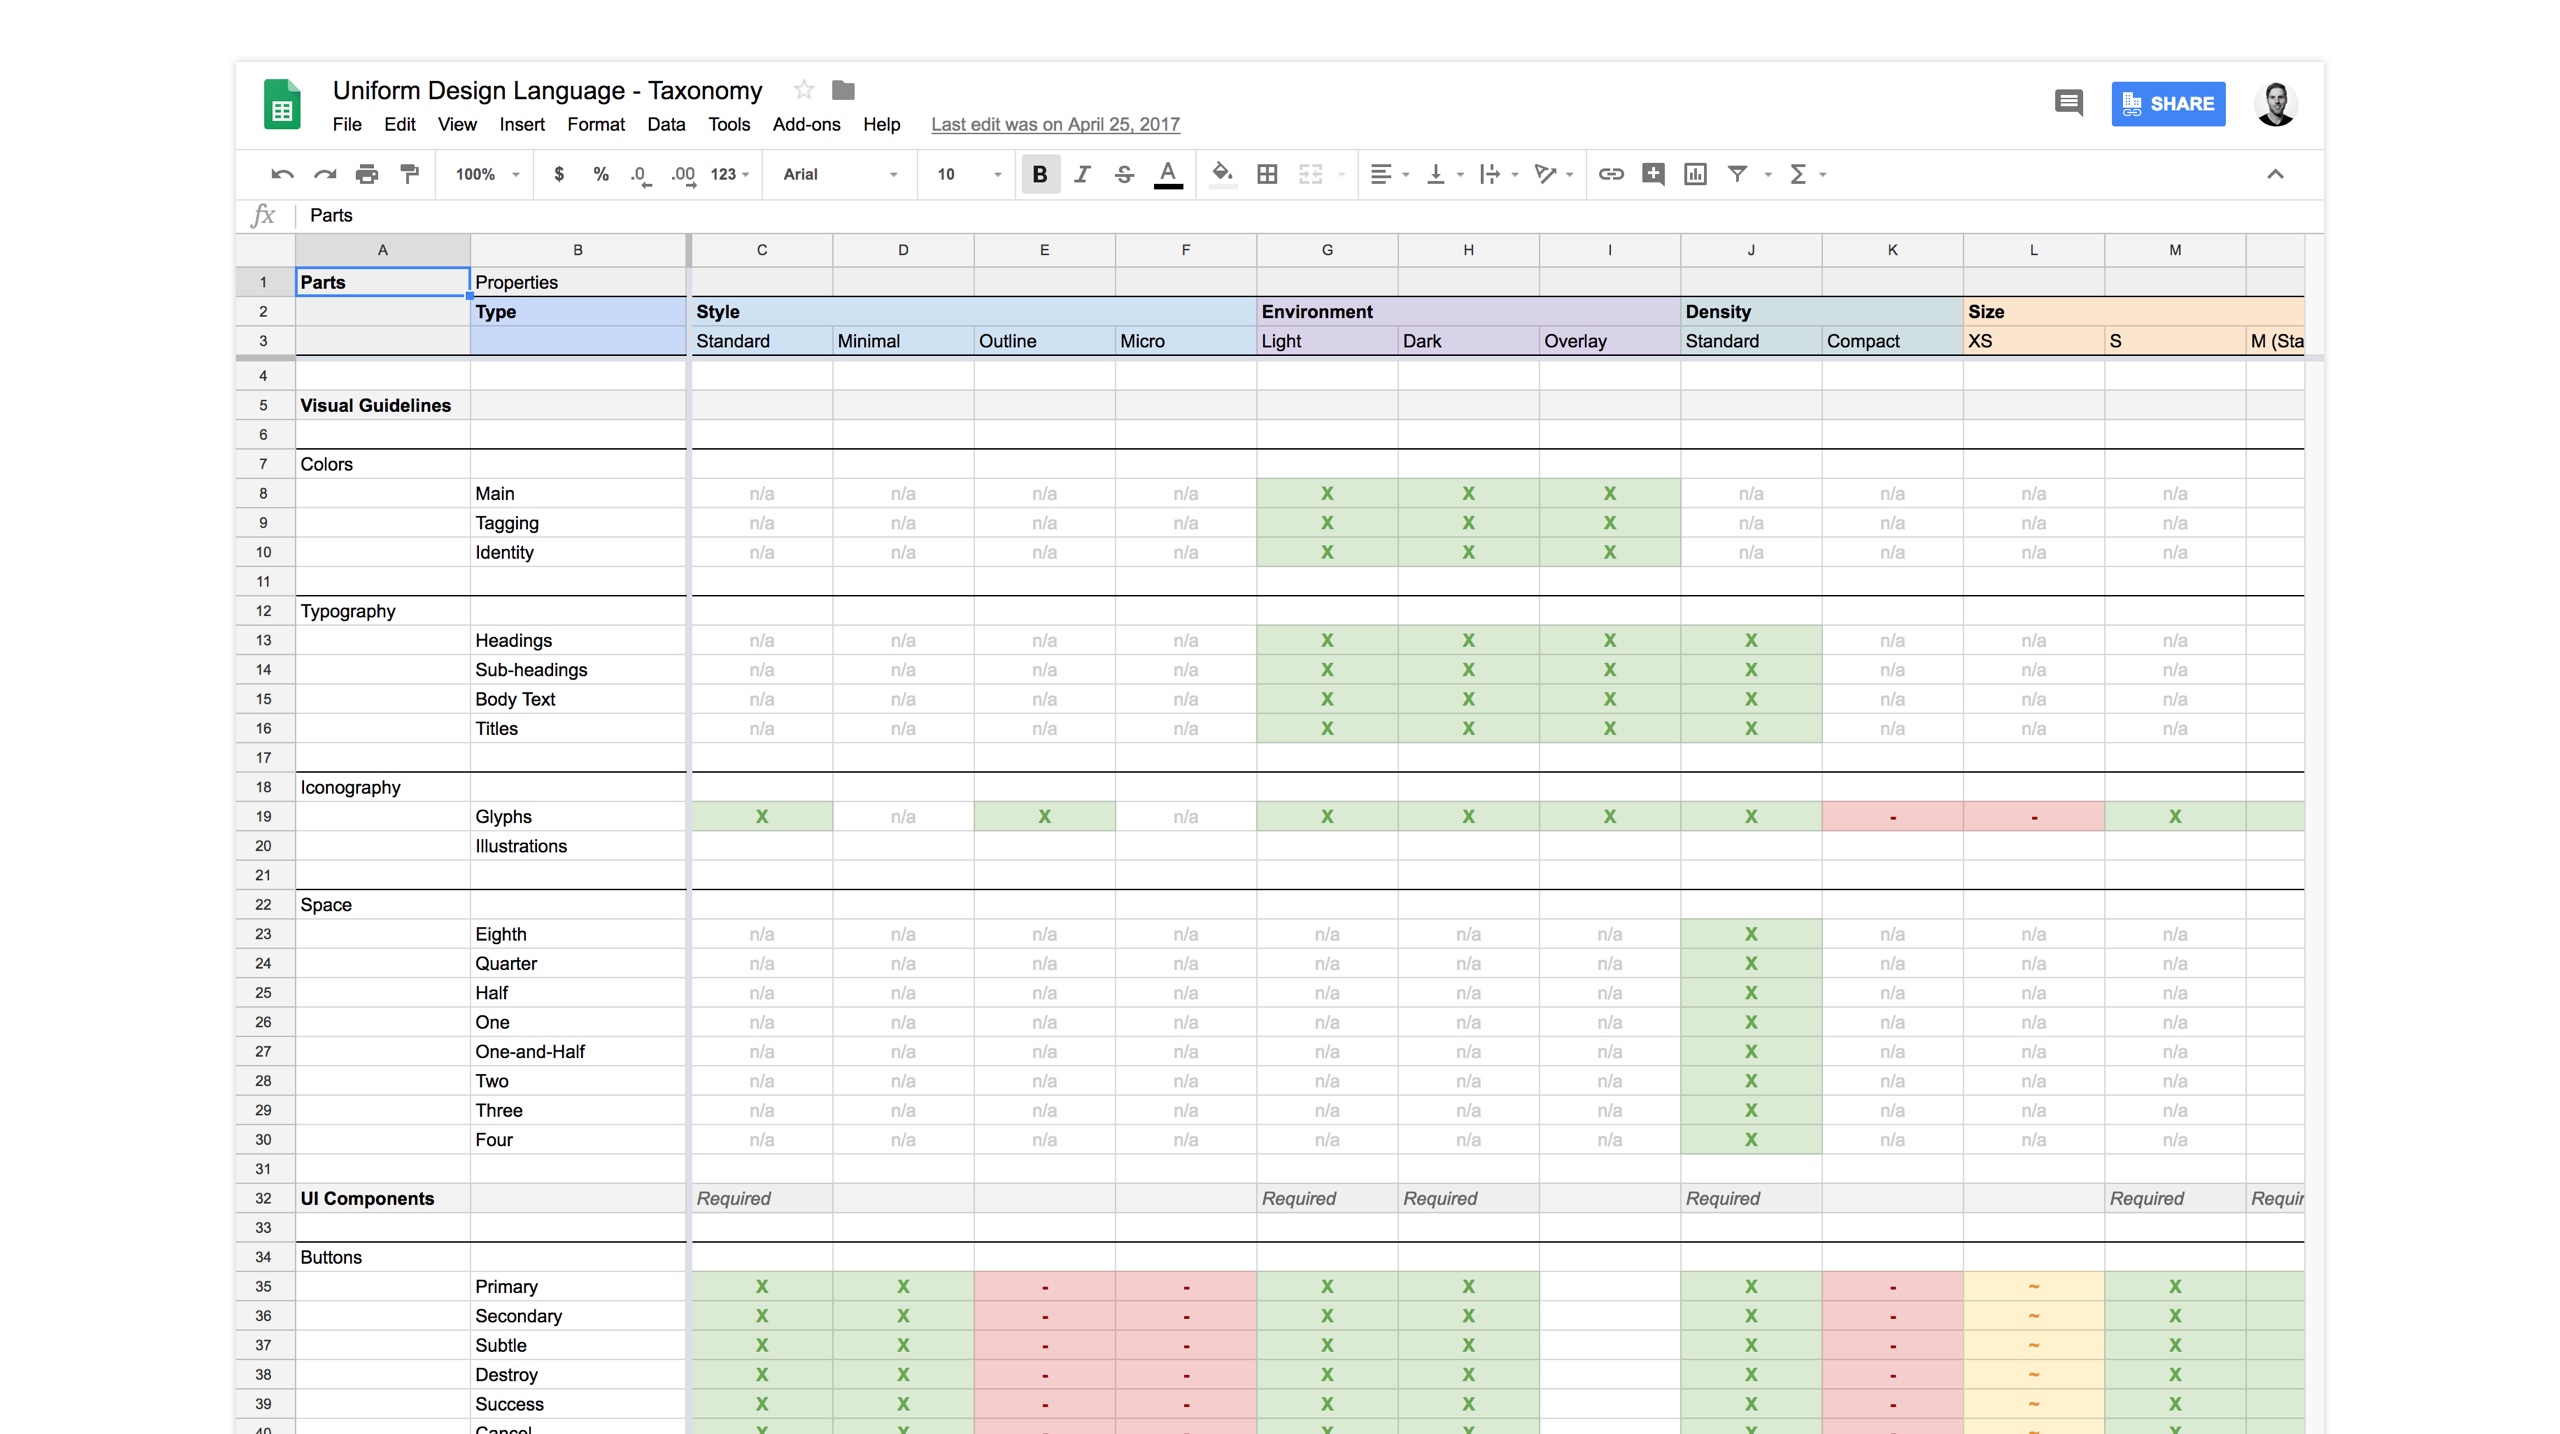 Uniform Design Language - Taxonomy
File Edit View Insert Format Data Tools Add-ons Help Last edit was on April 25, 2017
SHARE
100% $ % .0 .00 123 Arial 10 B I S A
fx Parts
A B C D E F G H I J K L M
1 Parts Properties
2 Type Style Environment Density Size
3 Standard Minimal Outline Micro Light Dark Overlay Standard Compact XS S M (Sta
4
5 Visual Guidelines
6
7 Colors
8 Main n/a n/a n/a n/a X X X n/a n/a n/a n/a
9 Tagging n/a n/a n/a n/a X X X n/a n/a n/a n/a
10 Identity n/a n/a n/a n/a X X X n/a n/a n/a n/a
11
12 Typography
13 Headings n/a n/a n/a n/a X X X X n/a n/a n/a
14 Sub-headings n/a n/a n/a n/a X X X X n/a n/a n/a
15 Body Text n/a n/a n/a n/a X X X X n/a n/a n/a
16 Titles n/a n/a n/a n/a X X X X n/a n/a n/a
17
18 Iconography
19 Glyphs X n/a X n/a X X X X - - X
20 Illustrations
21
22 Space
23 Eighth n/a n/a n/a n/a n/a n/a n/a X n/a n/a n/a
24 Quarter n/a n/a n/a n/a n/a n/a n/a X n/a n/a n/a
25 Half n/a n/a n/a n/a n/a n/a n/a X n/a n/a n/a
26 One n/a n/a n/a n/a n/a n/a n/a X n/a n/a n/a
27 One-and-Half n/a n/a n/a n/a n/a n/a n/a X n/a n/a n/a
28 Two n/a n/a n/a n/a n/a n/a n/a X n/a n/a n/a
29 Three n/a n/a n/a n/a n/a n/a n/a X n/a n/a n/a
30 Four n/a n/a n/a n/a n/a n/a n/a X n/a n/a n/a
31
32 UI Components Required Required Required Required Required Requir
33
34 Buttons
35 Primary X X - - X X X - ~ X
36 Secondary X X - - X X X - ~ X
37 Subtle X X - - X X X - ~ X
38 Destroy X X - - X X X - ~ X
39 Success X X - - X X X - ~ X
40 Cancel X X - - X X X - ~ X